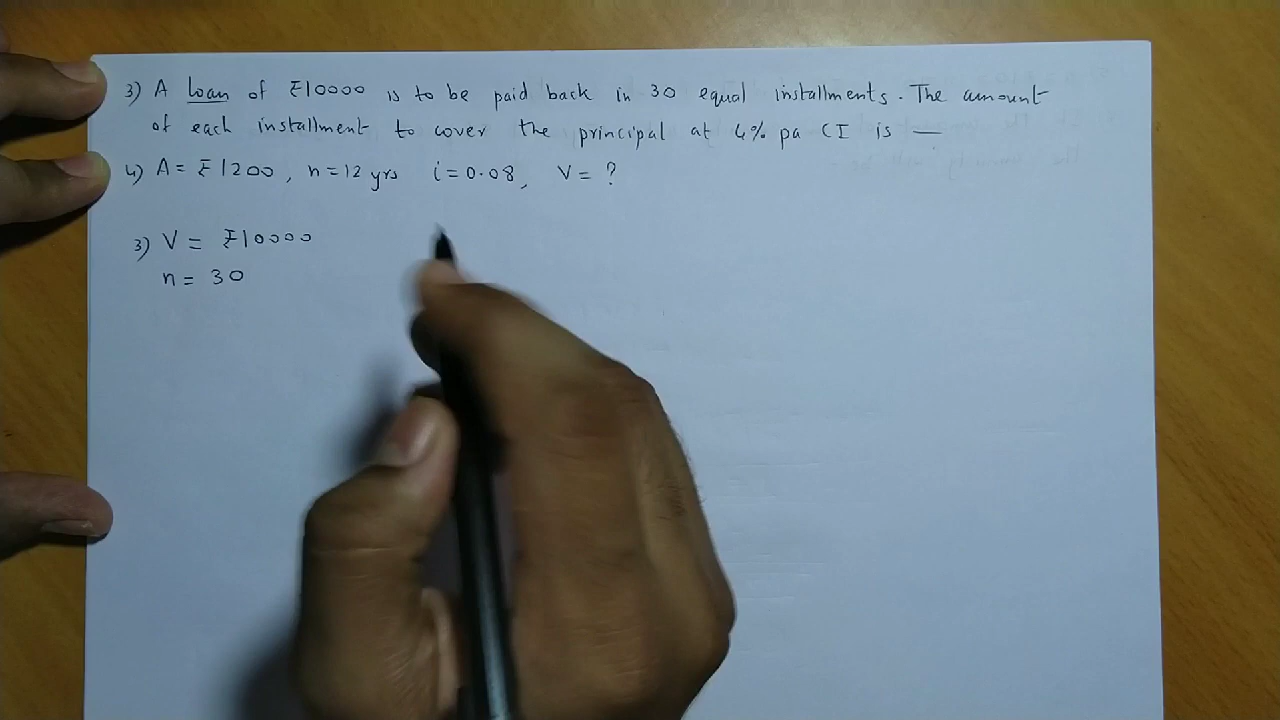 3) A loan of ₹10000 is to be paid back in 30 equal installments. The amount
of each installment to cover the principal at 4% pa CI is —
4) A = ₹1200, n = 12 yrs i = 0.08, V = ?
3) V = ₹10000
n = 30